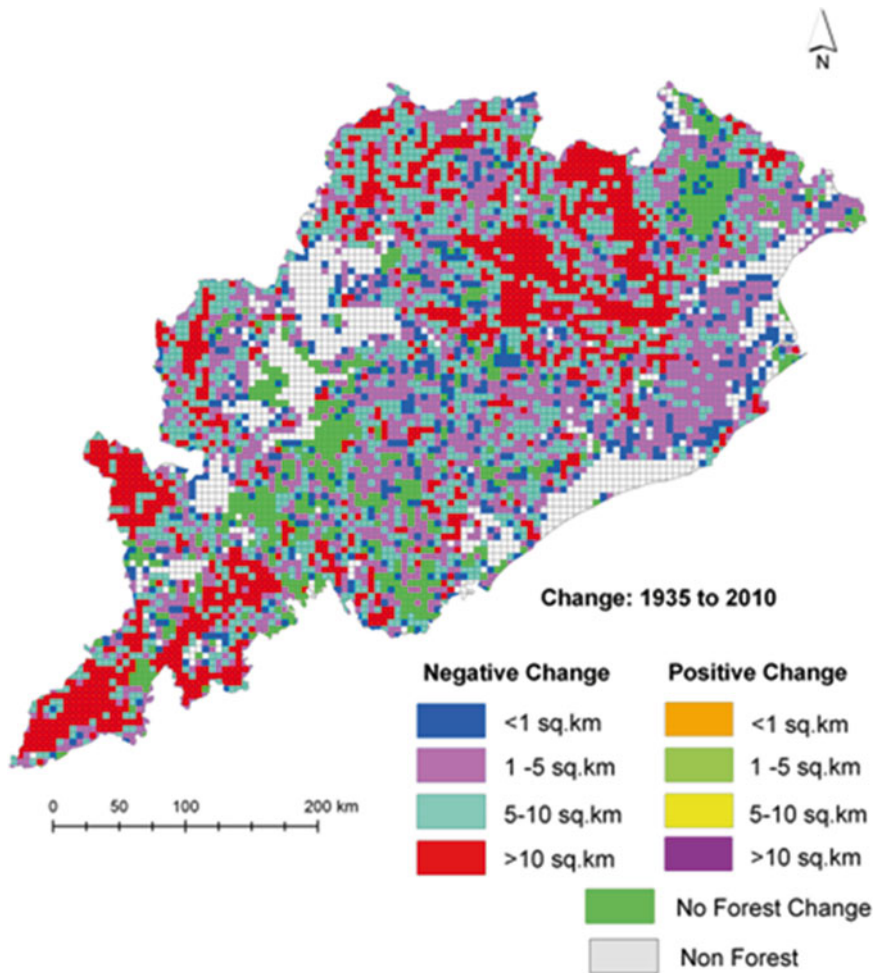 N
Change: 1935 to 2010
Negative Change Positive Change
<1 sq.km <1 sq.km
1 -5 sq.km 1 -5 sq.km
5-10 sq.km 5-10 sq.km
>10 sq.km >10 sq.km
No Forest Change
Non Forest
0 50 100 200 km